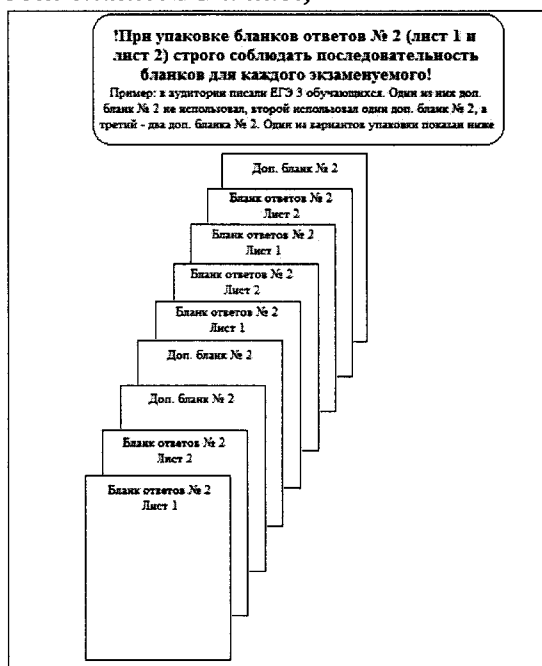 !При упаковке бланков ответов № 2 (лист 1 и
лист 2) строго соблюдать последовательность
бланков для каждого экзаменуемого!
Пример: в аудитории писали ЕГЭ 3 обучающихся. Один из них доп.
бланк № 2 не использовал, второй использовал один доп. бланк № 2, а
третий - два доп. бланка № 2. Один из вариантов упаковки показан ниже
Доп. бланк № 2
Бланк ответов № 2
Лист 2
Бланк ответов № 2
Лист 1
Бланк ответов № 2
Лист 2
Бланк ответов № 2
Лист 1
Доп. бланк № 2
Доп. бланк № 2
Бланк ответов № 2
Лист 2
Бланк ответов № 2
Лист 1